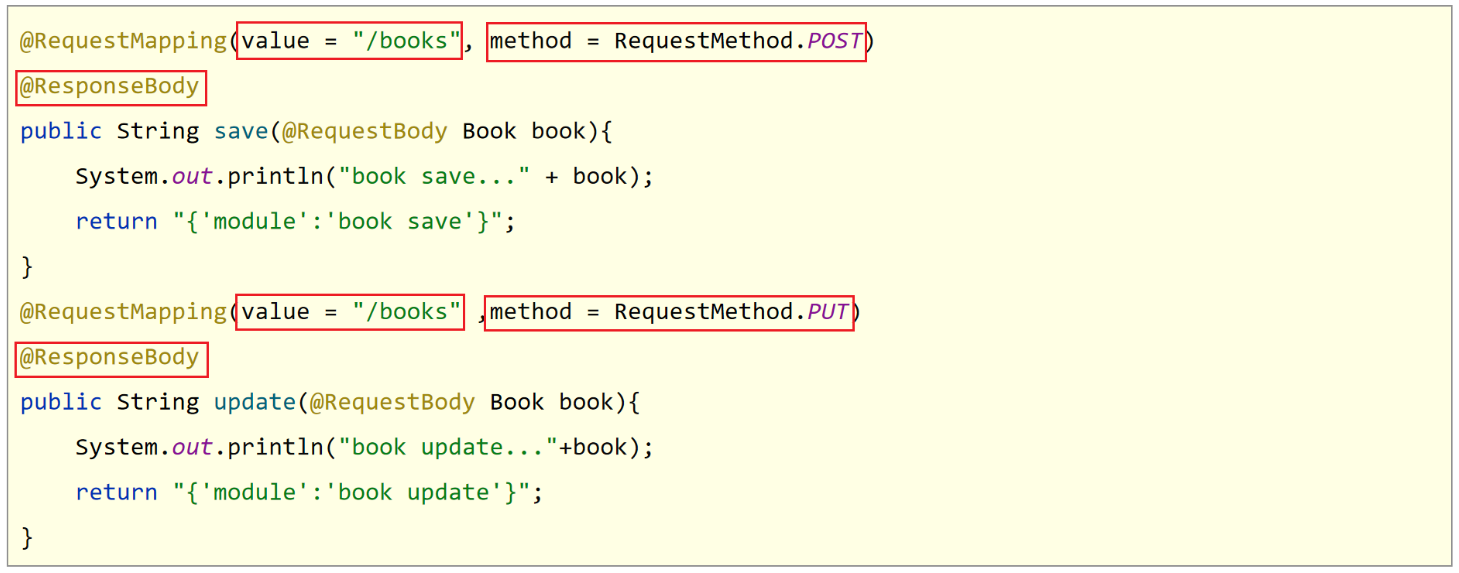 @RequestMapping(value = "/books", method = RequestMethod.POST)
@ResponseBody
public String save(@RequestBody Book book){
    System.out.println("book save..." + book);
    return "{'module':'book save'}";
}
@RequestMapping(value = "/books" ,method = RequestMethod.PUT)
@ResponseBody
public String update(@RequestBody Book book){
    System.out.println("book update..."+book);
    return "{'module':'book update'}";
}